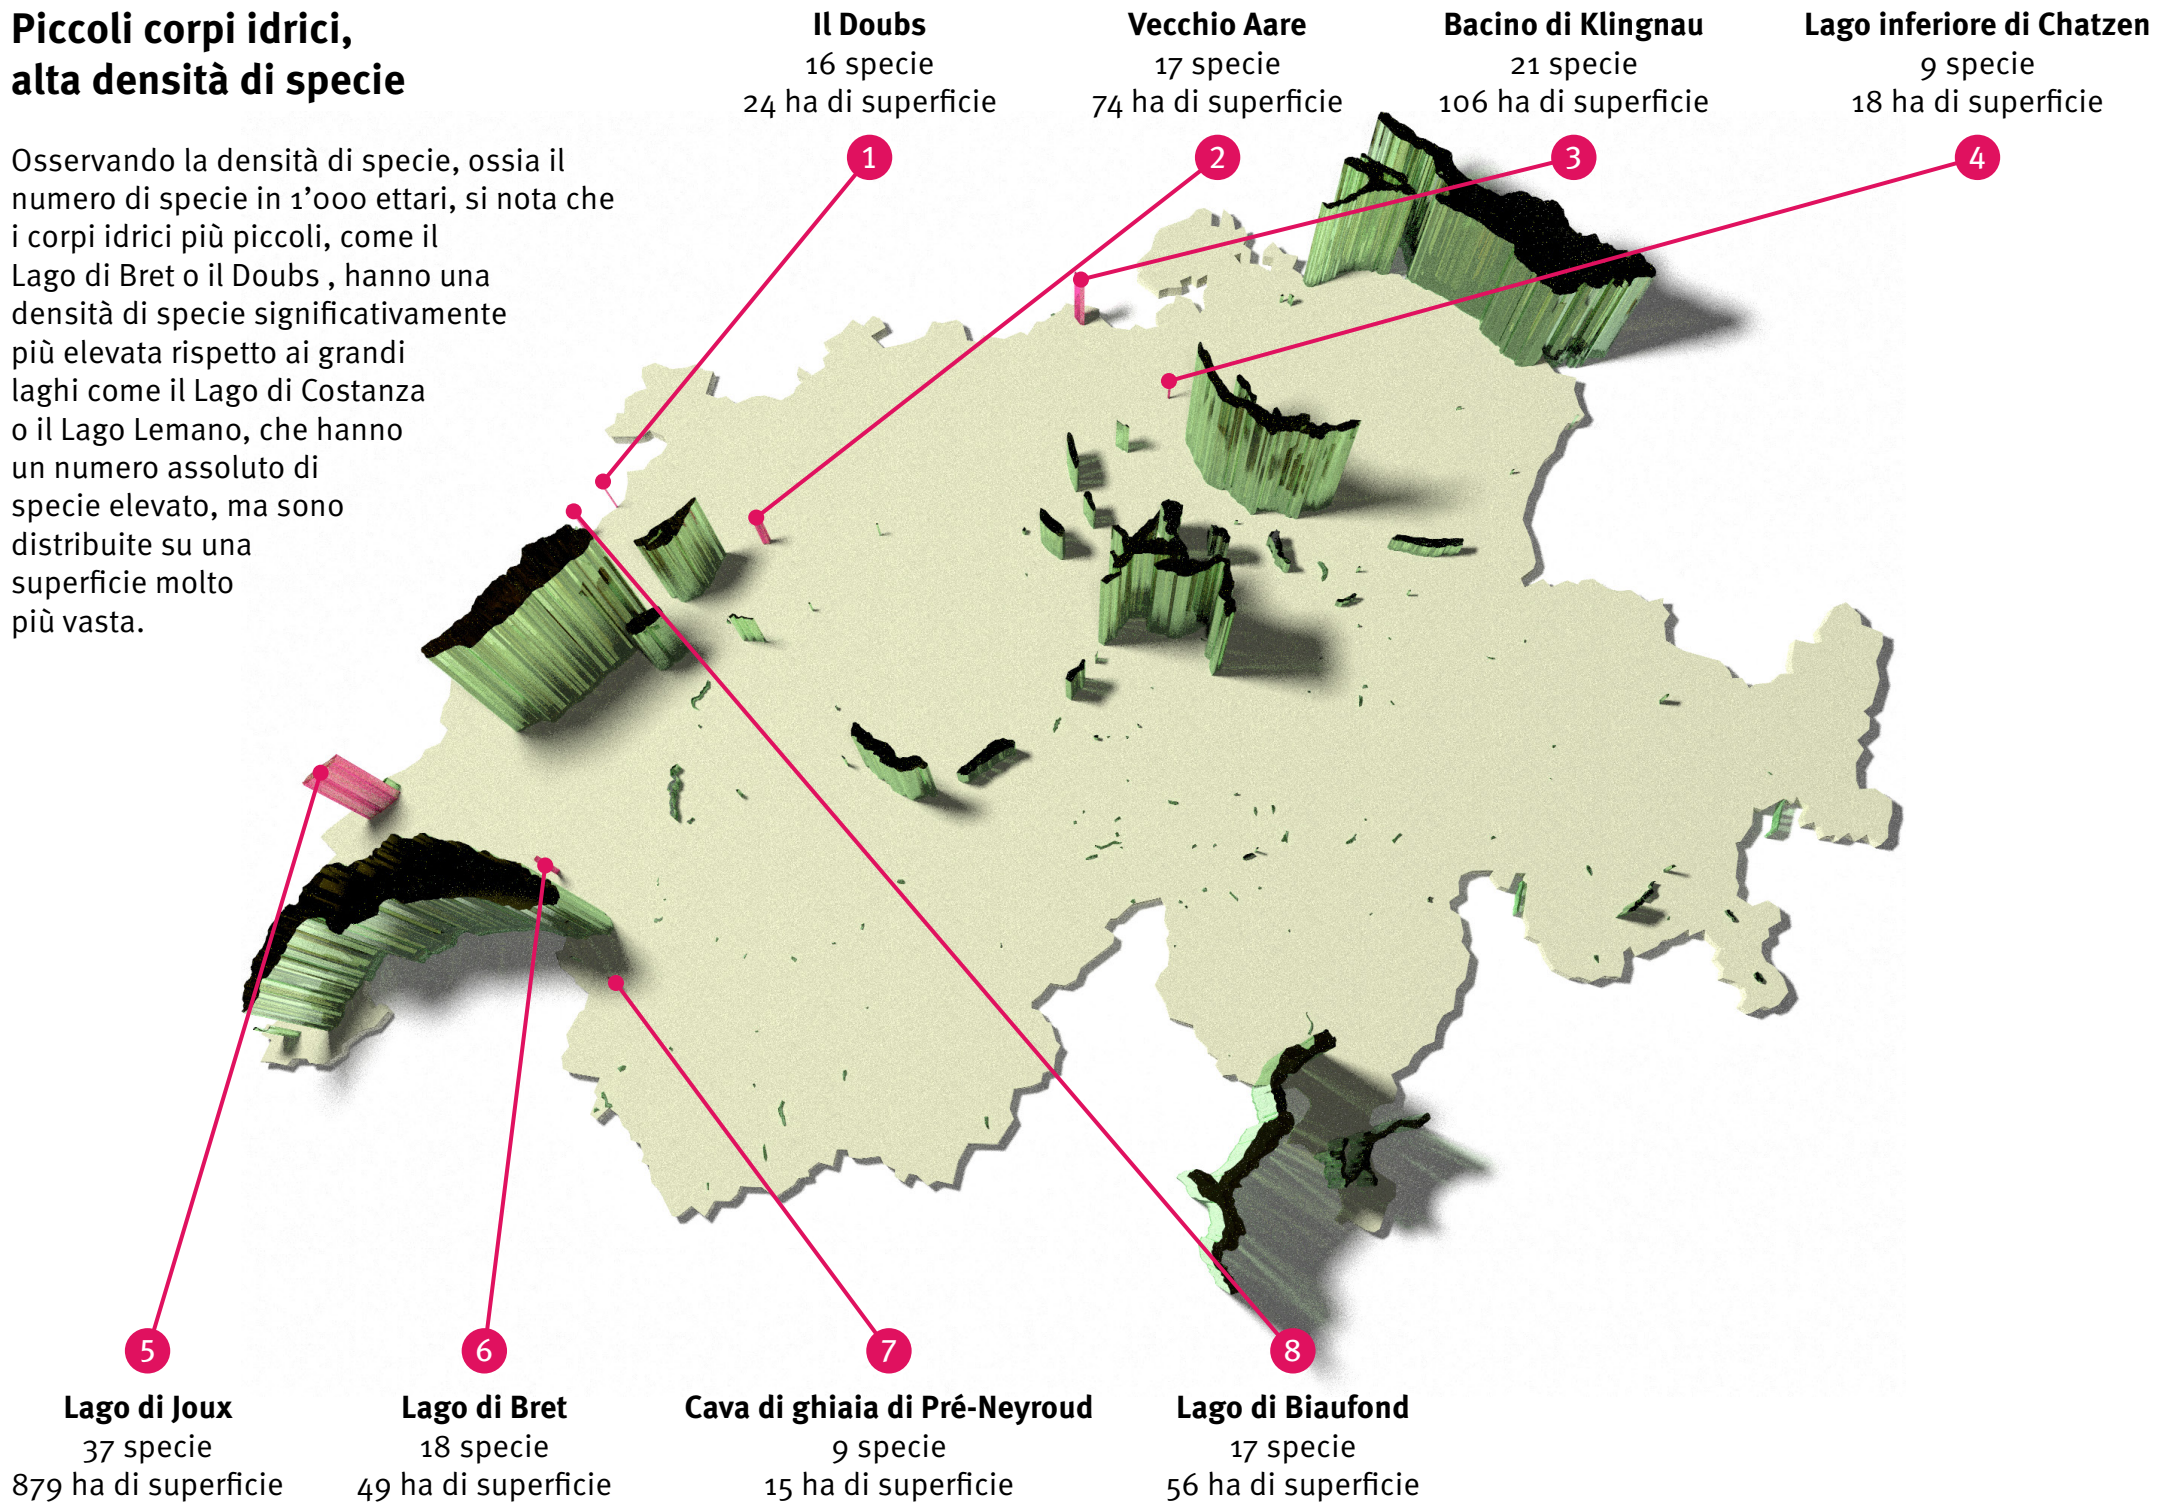 Piccoli corpi idrici,
alta densità di specie
Osservando la densità di specie, ossia il
numero di specie in 1’000 ettari, si nota che
i corpi idrici più piccoli, come il
Lago di Bret o il Doubs , hanno una
densità di specie significativamente
più elevata rispetto ai grandi
laghi come il Lago di Costanza
o il Lago Lemano, che hanno
un numero assoluto di
specie elevato, ma sono
distribuite su una
superficie molto
più vasta.
Il Doubs
16 specie
24 ha di superficie
1
Vecchio Aare
17 specie
74 ha di superficie
2
Bacino di Klingnau
21 specie
106 ha di superficie
3
Lago inferiore di Chatzen
9 specie
18 ha di superficie
4
5
Lago di Joux
37 specie
879 ha di superficie
6
Lago di Bret
18 specie
49 ha di superficie
7
Cava di ghiaia di Pré-Neyroud
9 specie
15 ha di superficie
8
Lago di Biaufond
17 specie
56 ha di superficie